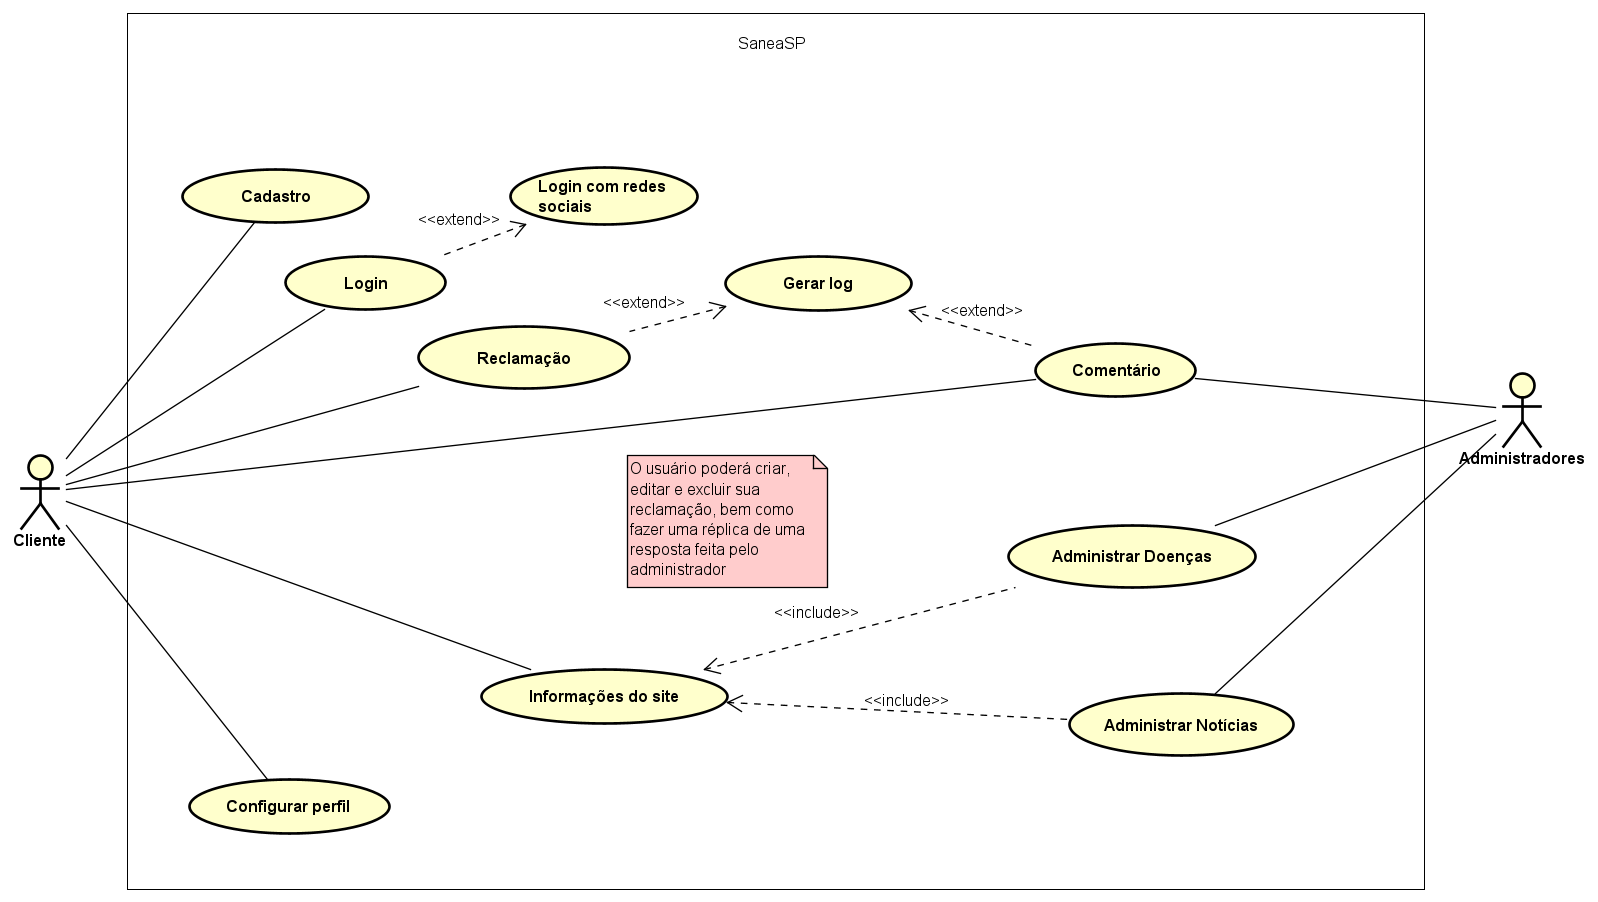 SaneaSP
Cadastro
Login com redes
sociais
<<extend>>
Login
Gerar log
<<extend>>
<<extend>>
Reclamação
Comentário
Administradores
O usuário poderá criar,
editar e excluir sua
reclamação, bem como
fazer uma réplica de uma
resposta feita pelo
administrador
Cliente
Administrar Doenças
<<include>>
Informações do site
<<include>>
Administrar Notícias
Configurar perfil